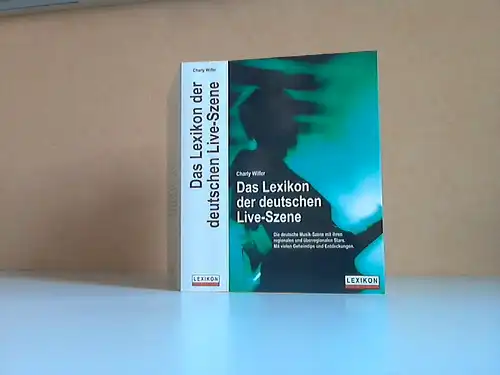 Charly Wilfer
Das Lexikon der
deutschen Live-Szene
LEXIKON
Charly Wilfer
Das Lexikon
der deutschen
Live-Szene
Die deutsche Musik-Szene mit ihren
regionalen und überregionalen Stars.
Mit vielen Geheimtips und Entdeckungen.
LEXIKON